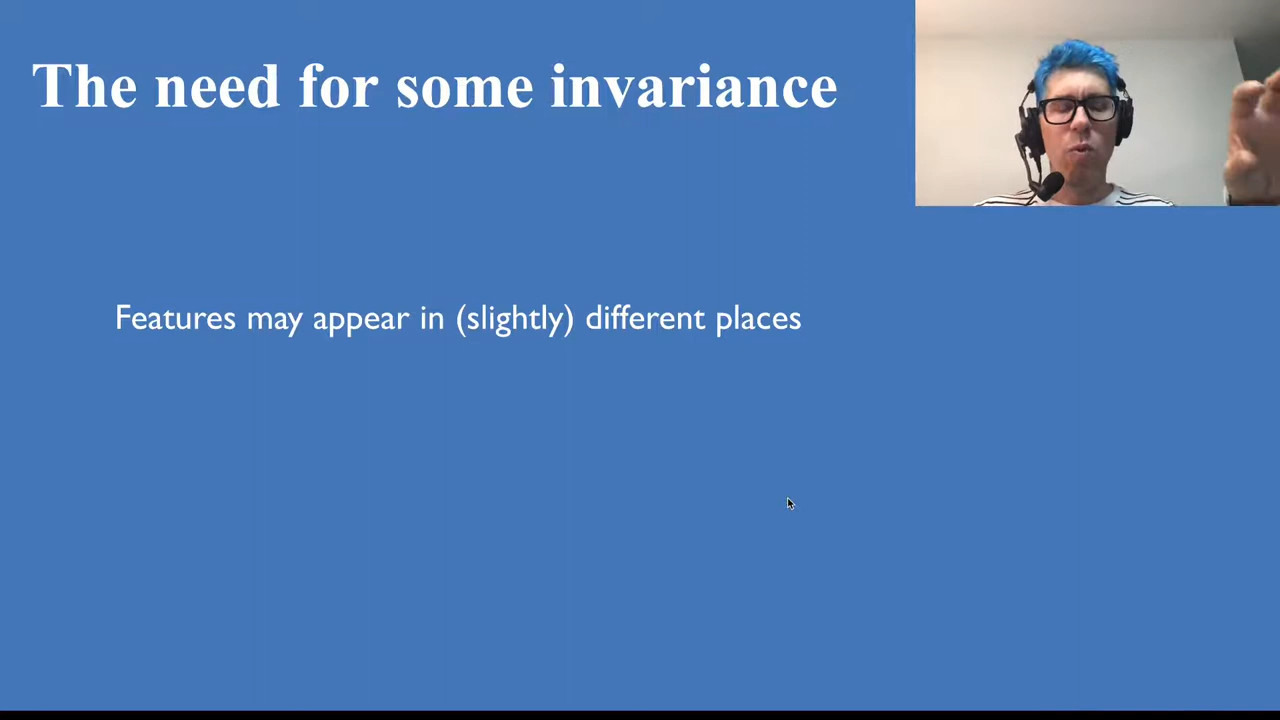 The need for some invariance
Features may appear in (slightly) different places